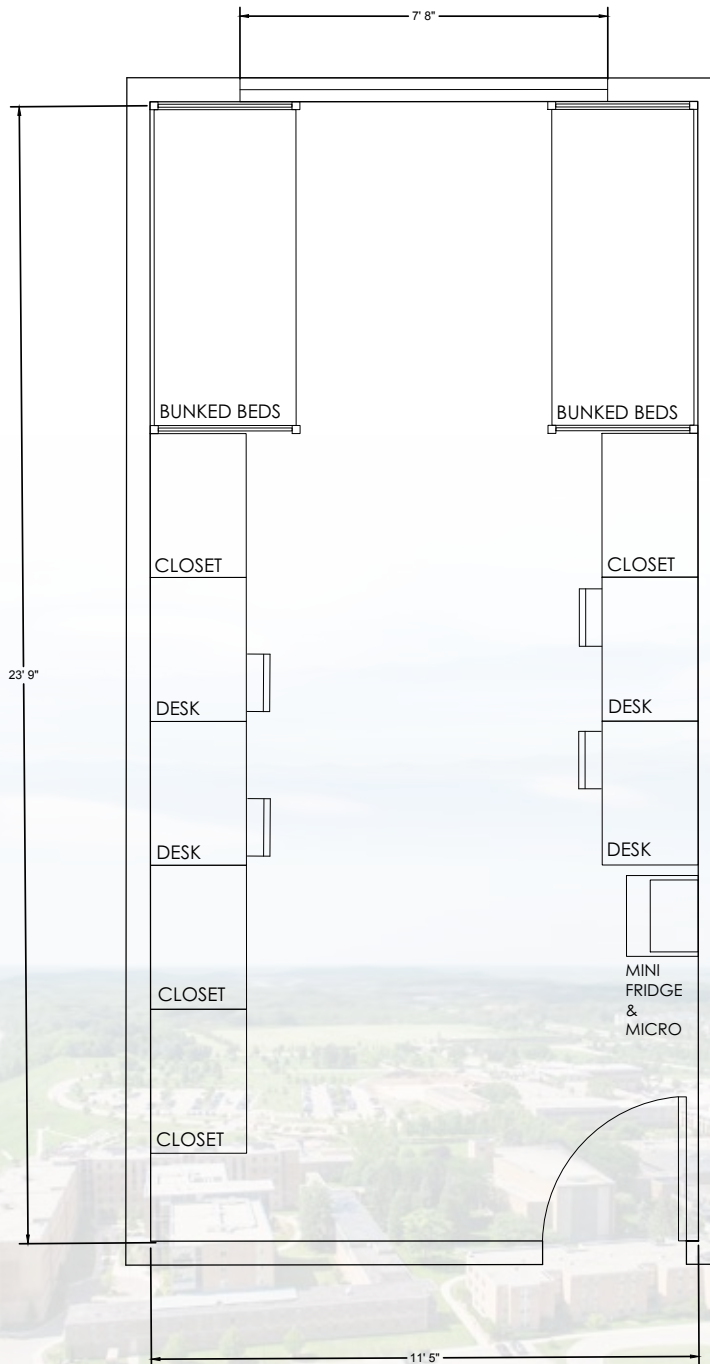 7' 8"
BUNKED BEDS
BUNKED BEDS
CLOSET
CLOSET
23' 9"
DESK
DESK
DESK
DESK
MINI
FRIDGE
&
MICRO
CLOSET
CLOSET
11' 5"